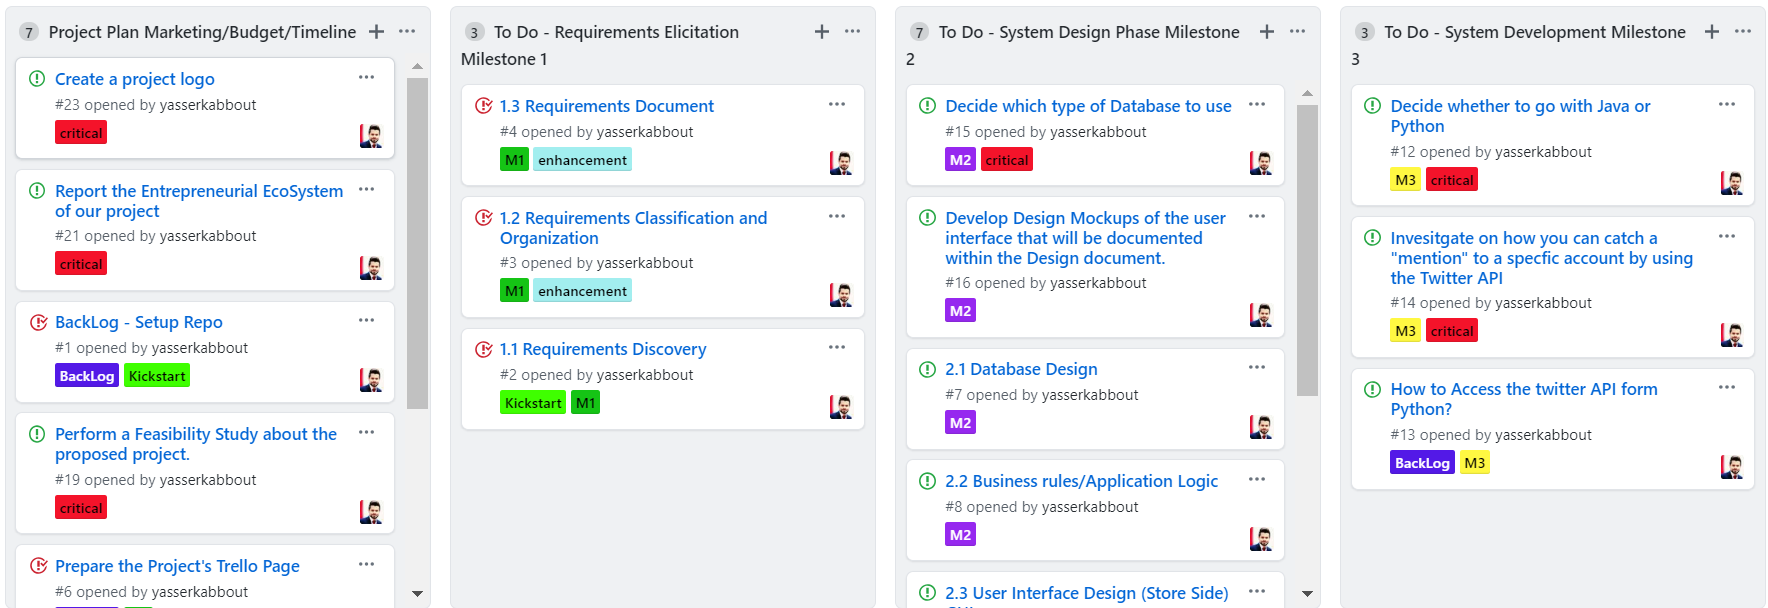 7 Project Plan Marketing/Budget/Timeline
Create a project logo
#23 opened by yasserkabbout
critical
Report the Entrepreneurial EcoSystem
of our project
#21 opened by yasserkabbout
critical
BackLog - Setup Repo
#1 opened by yasserkabbout
BackLog Kickstart
Perform a Feasibility Study about the
proposed project.
#19 opened by yasserkabbout
critical
Prepare the Project's Trello Page
#6 opened by yasserkabbout
3 To Do - Requirements Elicitation
Milestone 1
1.3 Requirements Document
#4 opened by yasserkabbout
M1 enhancement
1.2 Requirements Classification and
Organization
#3 opened by yasserkabbout
M1 enhancement
1.1 Requirements Discovery
#2 opened by yasserkabbout
Kickstart M1
7 To Do - System Design Phase Milestone
2
Decide which type of Database to use
#15 opened by yasserkabbout
M2 critical
Develop Design Mockups of the user
interface that will be documented
within the Design document.
#16 opened by yasserkabbout
M2
2.1 Database Design
#7 opened by yasserkabbout
M2
2.2 Business rules/Application Logic
#8 opened by yasserkabbout
M2
2.3 User Interface Design (Store Side)
3 To Do - System Development Milestone
3
Decide whether to go with Java or
Python
#12 opened by yasserkabbout
M3 critical
Invesitgate on how you can catch a
"mention" to a specfic account by using
the Twitter API
#14 opened by yasserkabbout
M3 critical
How to Access the twitter API form
Python?
#13 opened by yasserkabbout
BackLog M3